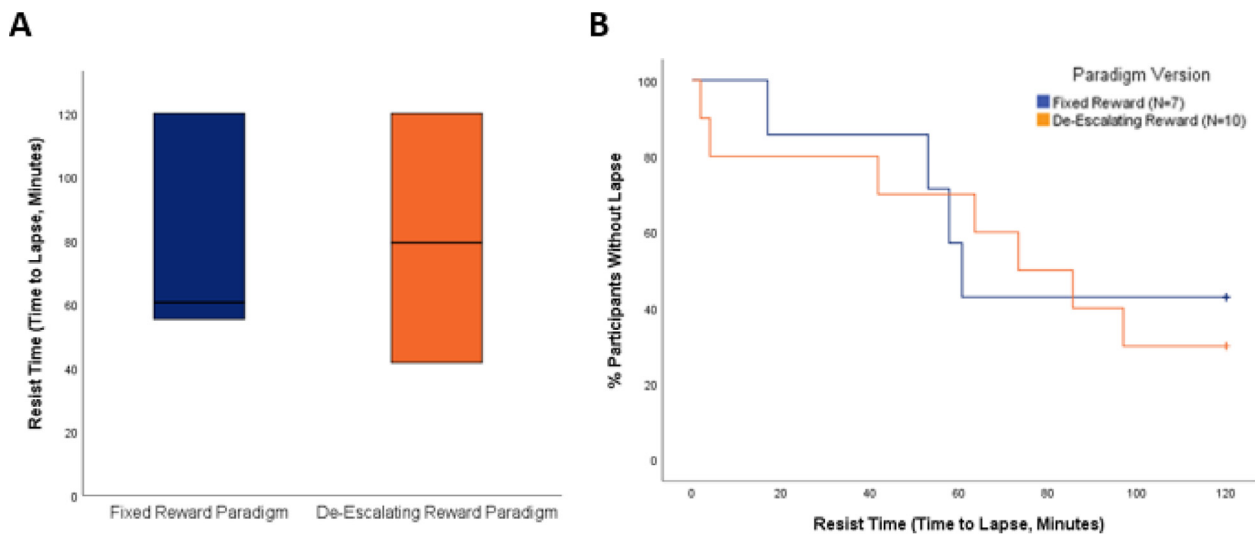 A
Resist Time (Time to Lapse, Minutes)
120
100
80
60
40
20
0
Fixed Reward Paradigm
De-Escalating Reward Paradigm
B
Paradigm Version
Fixed Reward (N=7)
De-Escalating Reward (N=10)
% Participants Without Lapse
100
80
60
40
20
0
0
20
40
60
80
100
120
Resist Time (Time to Lapse, Minutes)